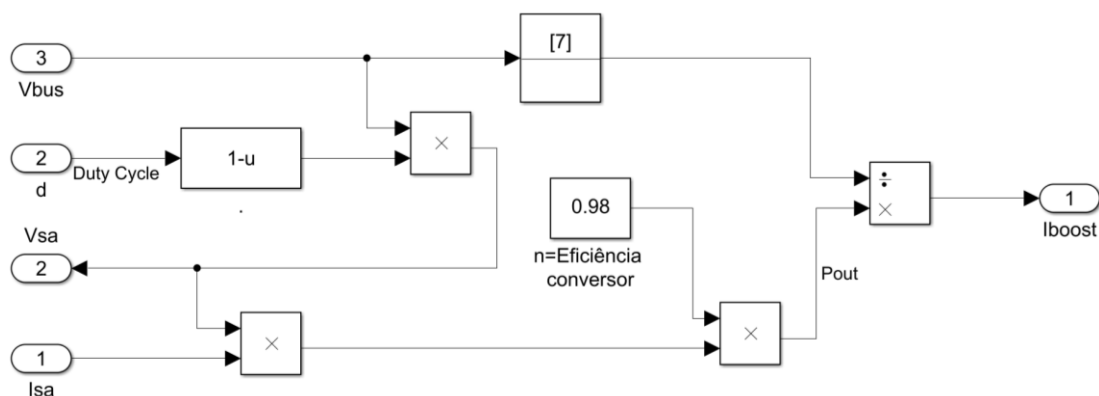 3
Vbus
[7]
×
2
d
Duty Cycle
1-u
÷
×
1
Iboost
0.98
n=Eficiência
conversor
Vsa
2
Pout
×
×
1
Isa